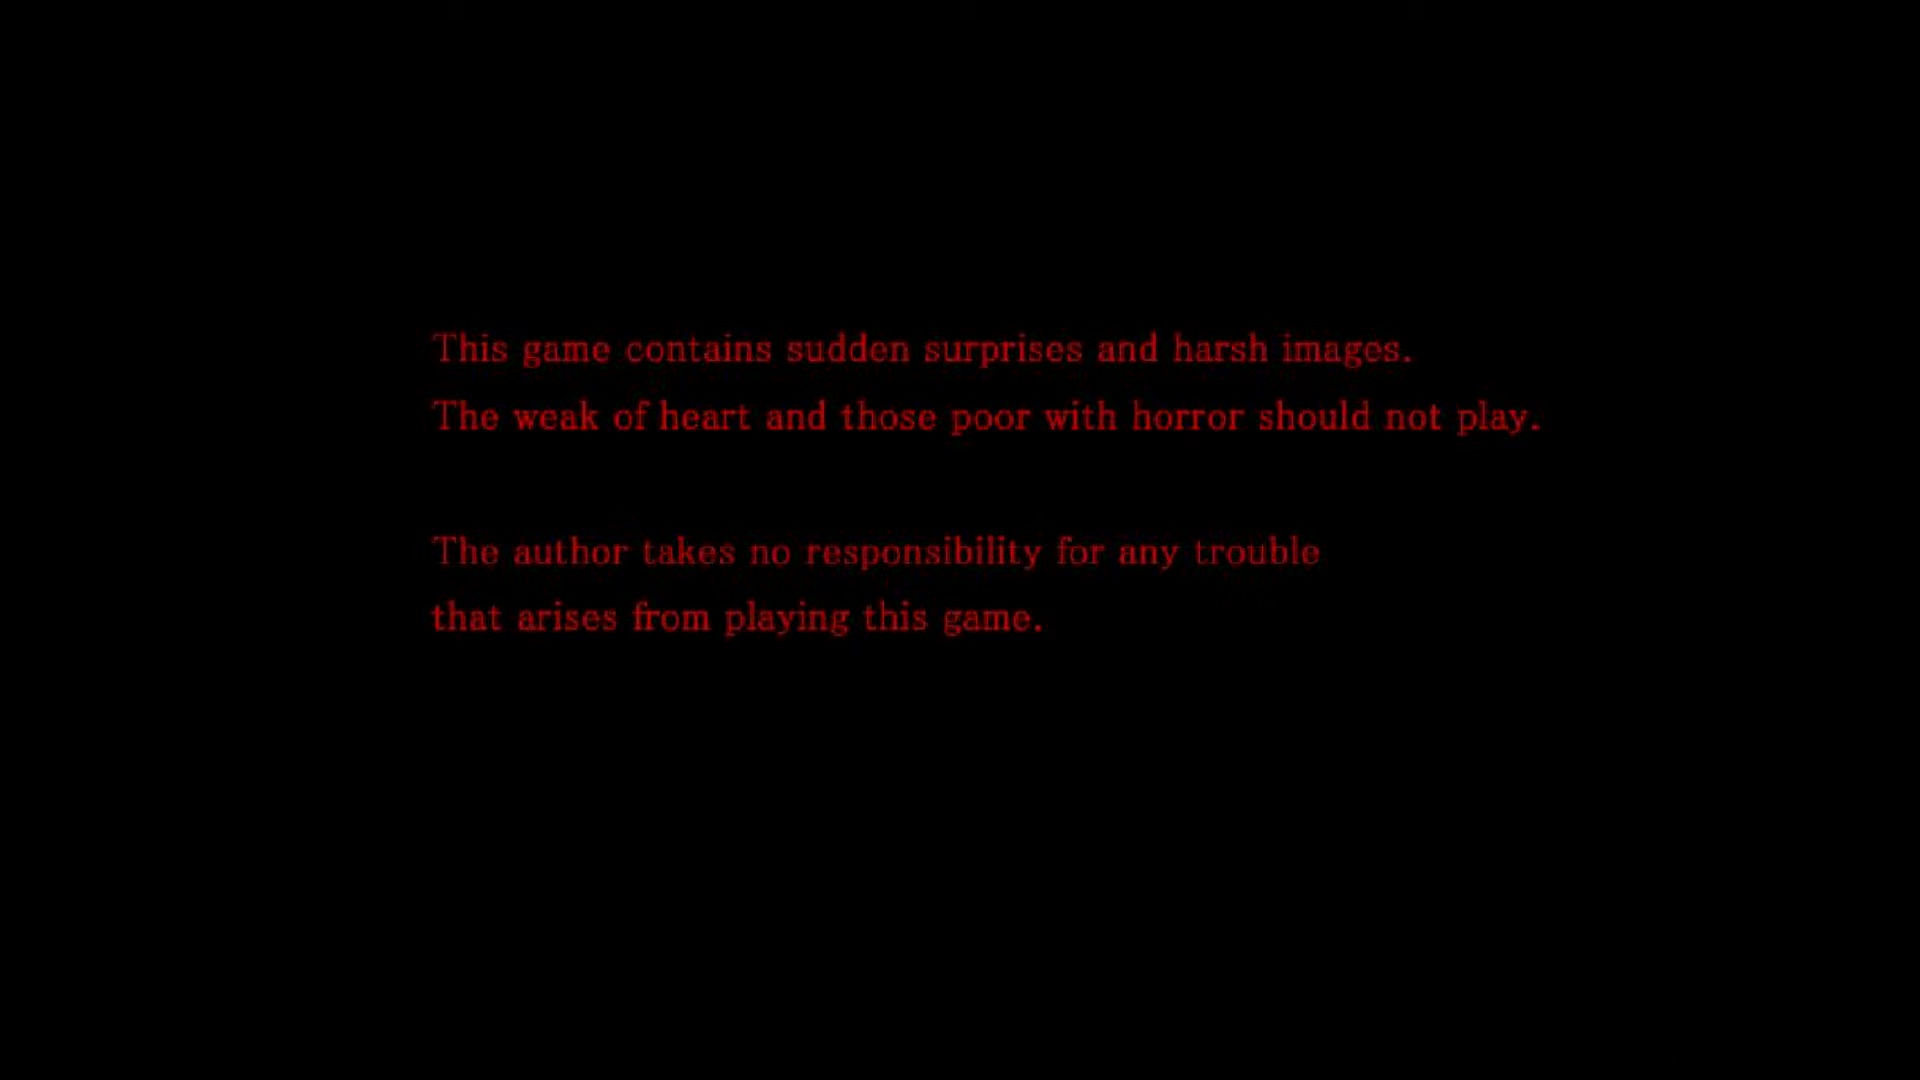 This game contains sudden surprises and harsh images.
The weak of heart and those poor with horror should not play.
The author takes no responsibility for any trouble
that arises from playing this game.